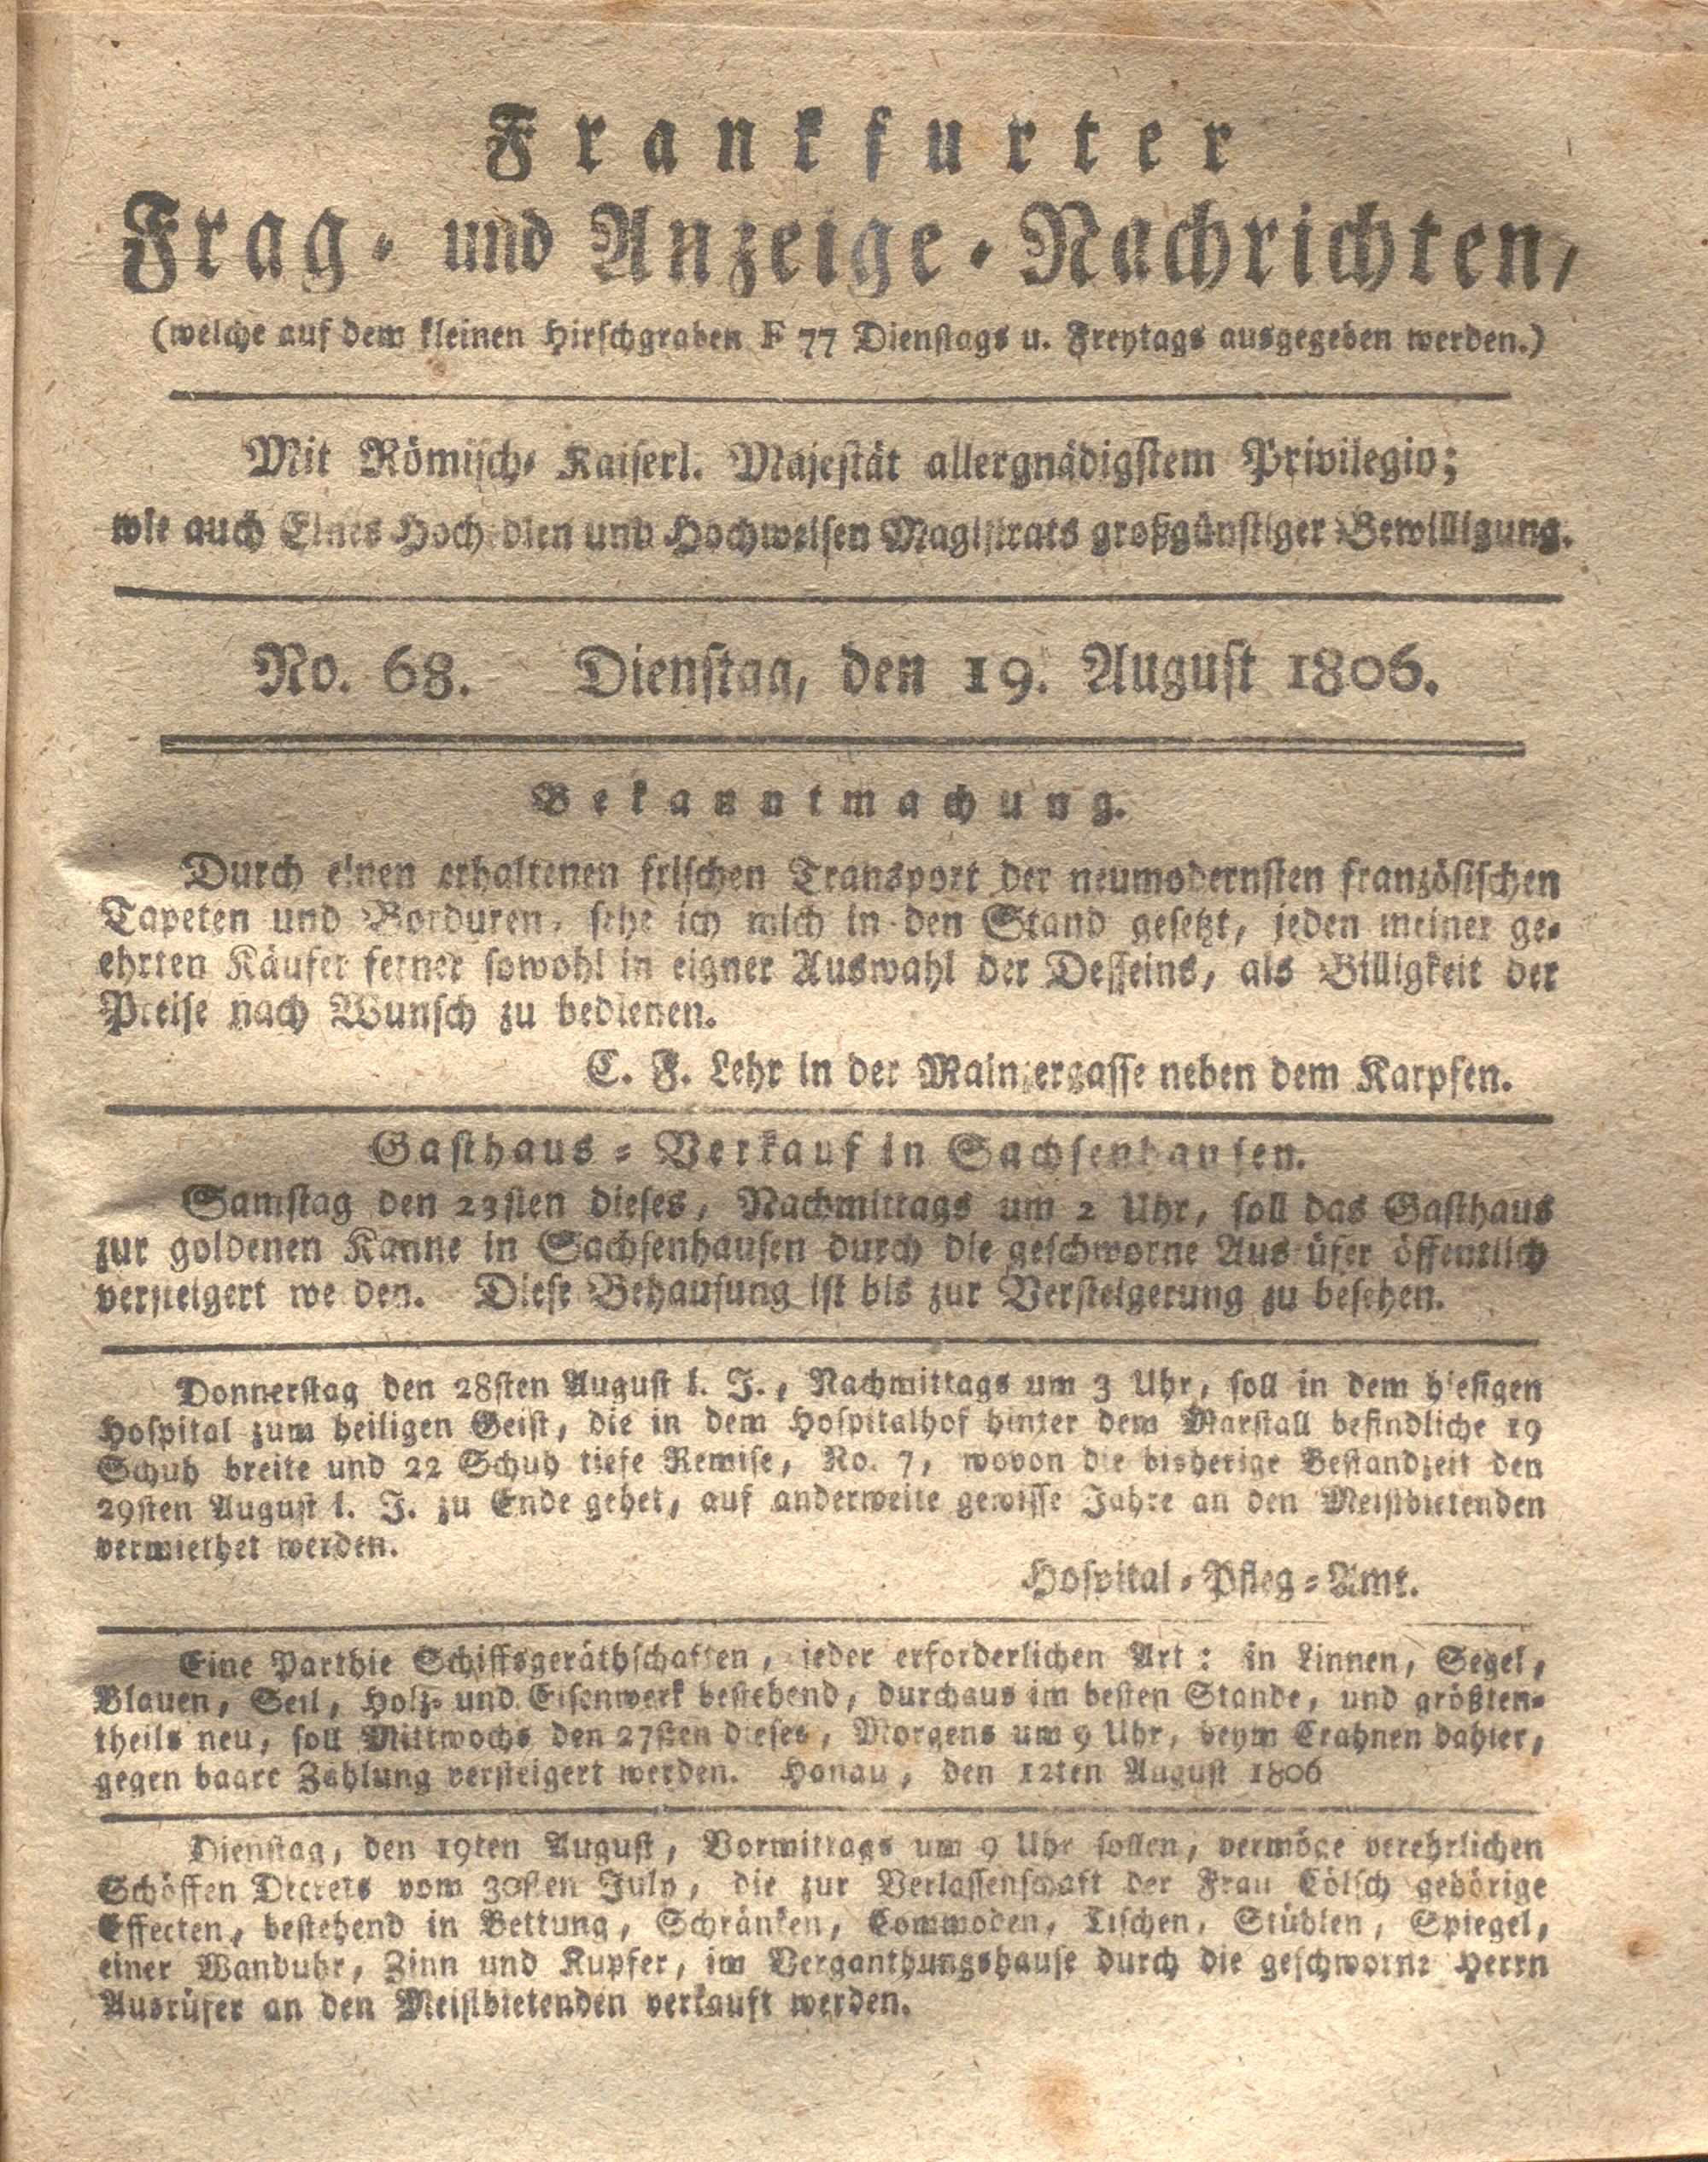 Frankfurter
Frag- und Anzeige-Nachrichten,
(welche auf dem kleinen Hirschgraben F 77 Dienstags u. Freytags ausgegeben werden.)
Mit Römisch- Kaiserl. Majestät allergnädigstem Privilegio;
wie auch Eines Hochedlen und Hochweisen Magistrats großgünstiger Bewilligung.
No. 68. Dienstag, den 19. August 1806.
Bekanntmachung.
Durch einen erhaltenen frischen Transport der neumodernsten französischen
Tapeten und Borduren, sehe ich mich in den Stand gesetzt, jeden meiner ge-
ehrten Käufer ferner sowohl in eigner Auswahl der Desseins, als Billigkeit der
Preise nach Wunsch zu bedienen.
C. F. Lehr in der Mainzergasse neben dem Karpfen.
Gasthaus-Verkauf in Sachsenhausen.
Samstag den 23sten dieses, Nachmittags um 2 Uhr, soll das Gasthaus
zur goldenen Kanne in Sachsenhausen durch die geschworne Ausrüfer öffentlich
versteigert werden. Diese Behausung ist bis zur Versteigerung zu besehen.
Donnerstag den 28sten August l. J., Nachmittags um 3 Uhr, soll in dem hiesigen
Hospital zum heiligen Geist, die in dem Hospitalhof hinter dem Marstall befindliche 19
Schuh breite und 22 Schuh tiefe Remise, No. 7, wovon die bisherige Bestandzeit den
29sten August l. J. zu Ende gehet, auf anderweite gewisse Jahre an den Meistbietenden
vermiethet werden.
Hospital-Pfleg-Amt.
Eine Parthie Schiffsgeräthschaften, jeder erforderlichen Art: in Linnen, Segel,
Blauen, Seil, Holz- und Eisenwerk bestehend, durchaus im besten Stande, und größten-
theils neu, soll Mittwochs den 27sten dieses, Morgens um 9 Uhr, beym Crahnen dahier,
gegen baare Zahlung versteigert werden. Hanau, den 12ten August 1806
Dienstag, den 19ten August, Vormittags um 9 Uhr sollen, vermöge verehrlichen
Schöffen Decrets vom 30sten July, die zur Verlassenschaft der Frau Cölsch gehörige
Effecten, bestehend in Bettung, Schränken, Commoden, Tischen, Stühlen, Spiegel,
einer Wanduhr, Zinn und Kupfer, im Verganthungshause durch die geschworne Herrn
Ausrüfer an den Meistbietenden verkauft werden.